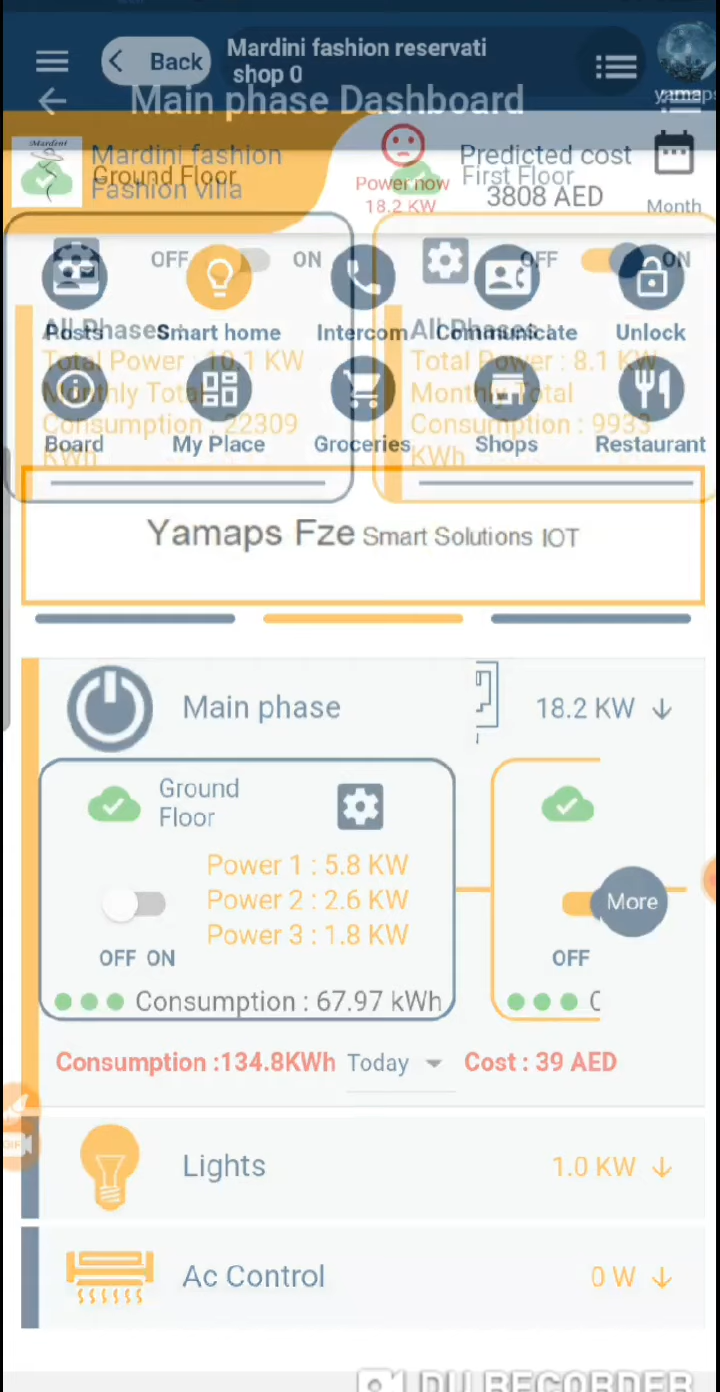 Back
Mardini fashion reservati
shop 0
Main phase Dashboard
yamaps
Mardini
Mardini fashion
Ground Floor
Fashion villa
Power now
18.2 KW
Predicted cost
First Floor
3808 AED
Month
OFF ON
OFF ON
Posts
Smart home
Intercom
Communicate
Unlock
All Phases
All Phases
Total Power : 10.1 KW
Total Power : 8.1 KW
Monthly Total
Monthly Total
Consumption : 22309
Consumption : 9933
KWh
KWh
Board
My Place
Groceries
Shops
Restaurant
Yamaps Fze Smart Solutions IOT
Main phase
18.2 KW
Ground
Floor
Power 1 : 5.8 KW
Power 2 : 2.6 KW
Power 3 : 1.8 KW
OFF ON
Consumption : 67.97 kWh
More
OFF
C
Consumption :134.8KWh Today Cost : 39 AED
OFF
Lights
1.0 KW
Ac Control
0 W
DU RECORDER